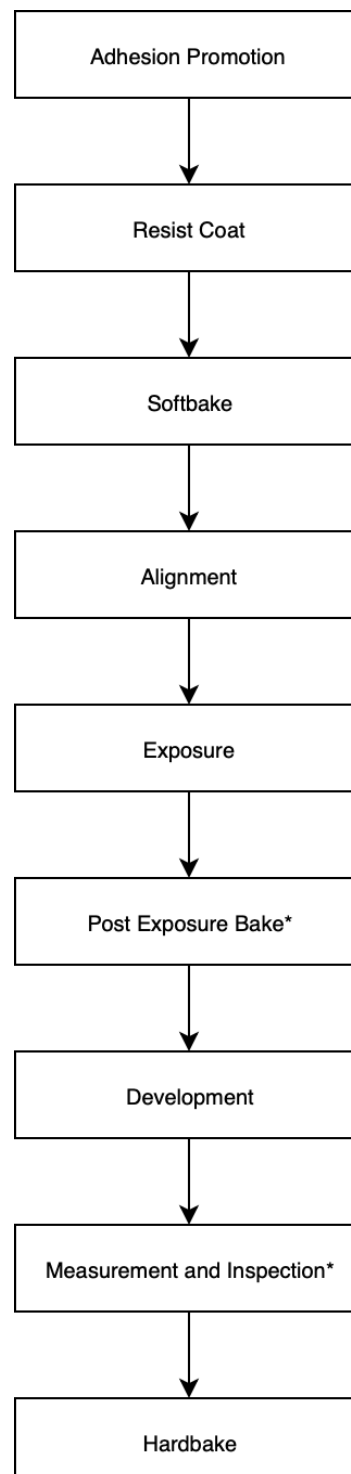 Adhesion Promotion
Resist Coat
Softbake
Alignment
Exposure
Post Exposure Bake*
Development
Measurement and Inspection*
Hardbake